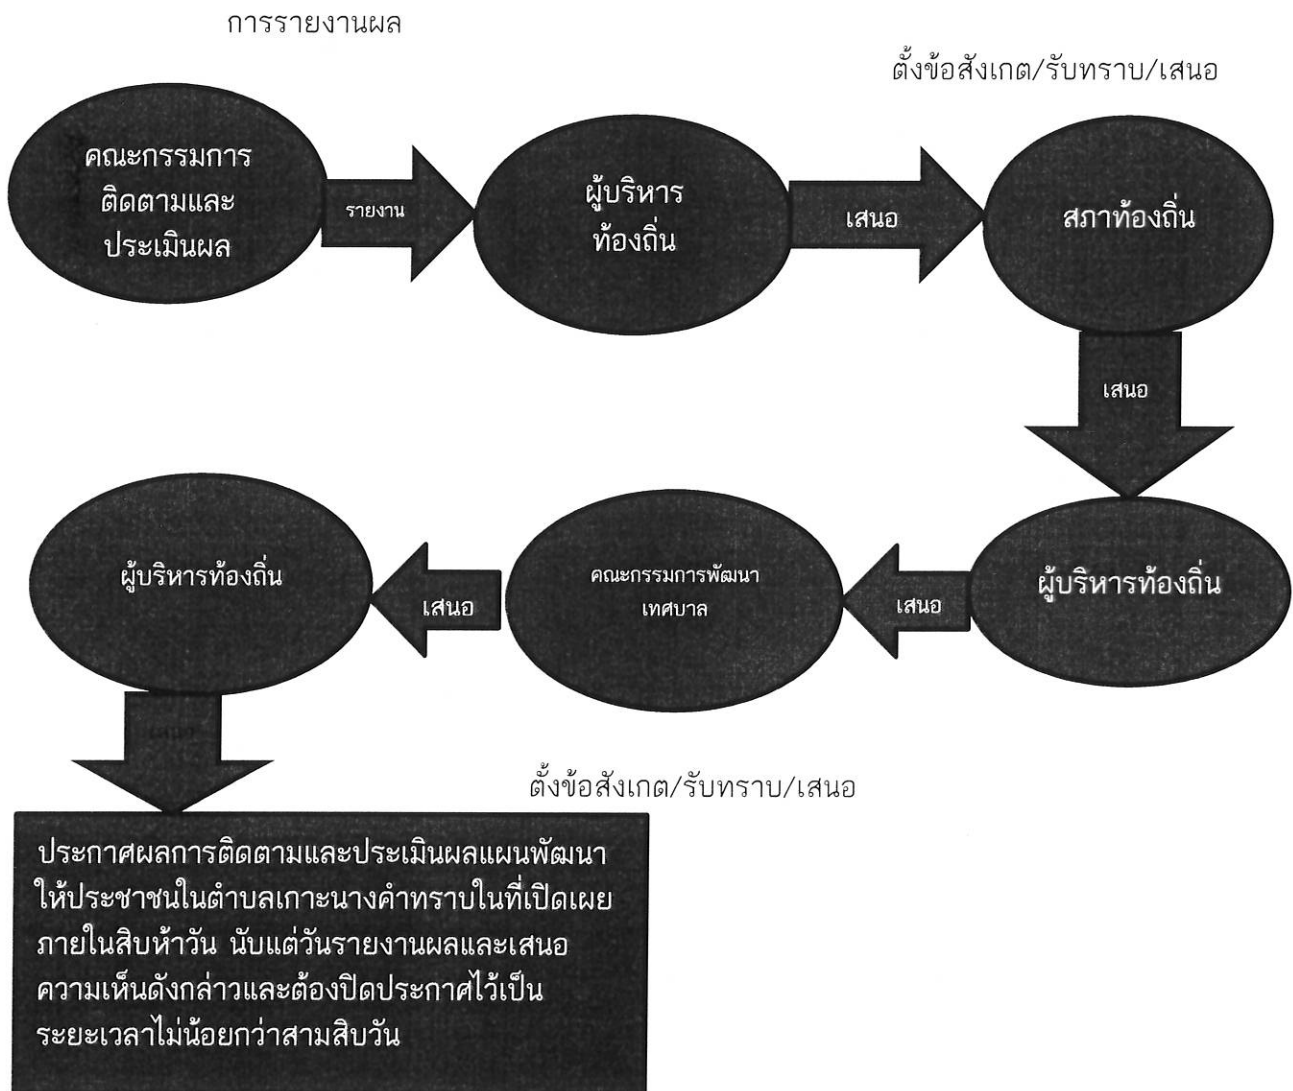 การรายงานผล
ตั้งข้อสังเกต/รับทราบ/เสนอ
คณะกรรมการ
ติดตามและ
ประเมินผล
รายงาน
ผู้บริหาร
ท้องถิ่น
เสนอ
สภาท้องถิ่น
เสนอ
ผู้บริหารท้องถิ่น
เสนอ
คณะกรรมการพัฒนา
เทศบาล
เสนอ
ผู้บริหารท้องถิ่น
เสนอ
ตั้งข้อสังเกต/รับทราบ/เสนอ
ประกาศผลการติดตามและประเมินผลแผนพัฒนา
ให้ประชาชนในตำบลเกาะนางคำทราบในที่เปิดเผย
ภายในสิบห้าวัน นับแต่วันรายงานผลและเสนอ
ความเห็นดังกล่าวและต้องปิดประกาศไว้เป็น
ระยะเวลาไม่น้อยกว่าสามสิบวัน